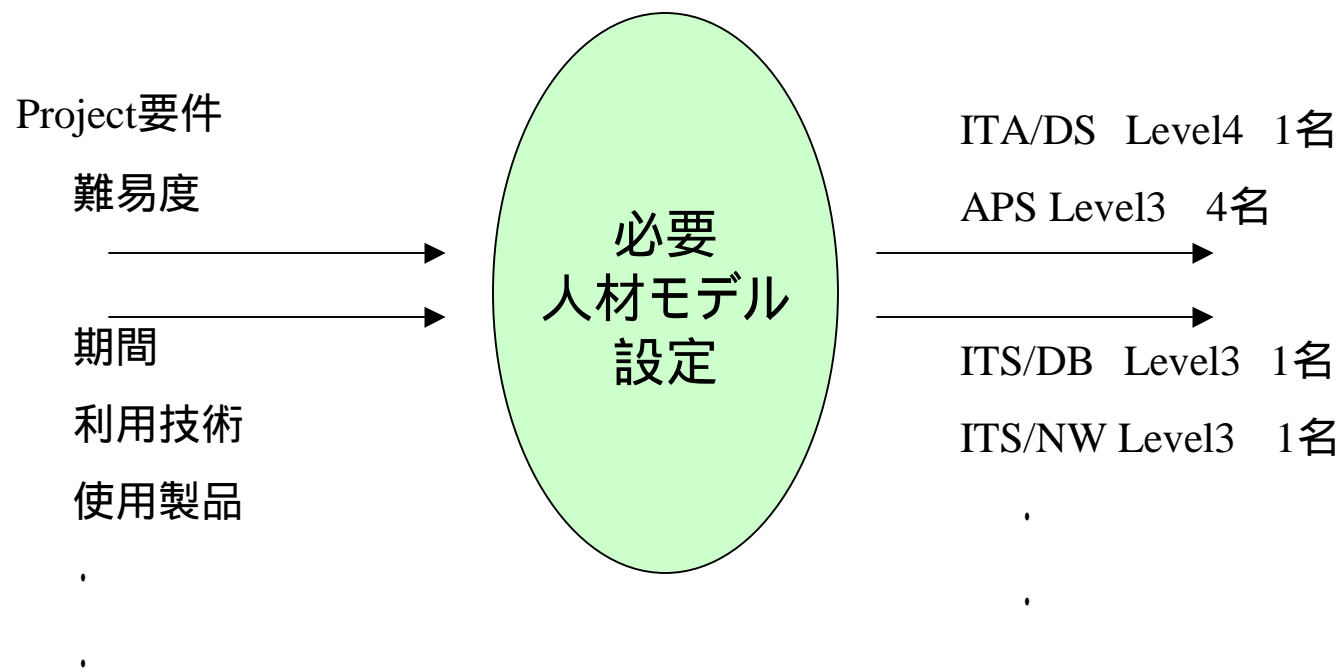 Project要件
難易度
期間
利用技術
使用製品
・
・
必要
人材モデル
設定
ITA/DS Level4 1名
APS Level3 4名
ITS/DB Level3 1名
ITS/NW Level3 1名
・
・